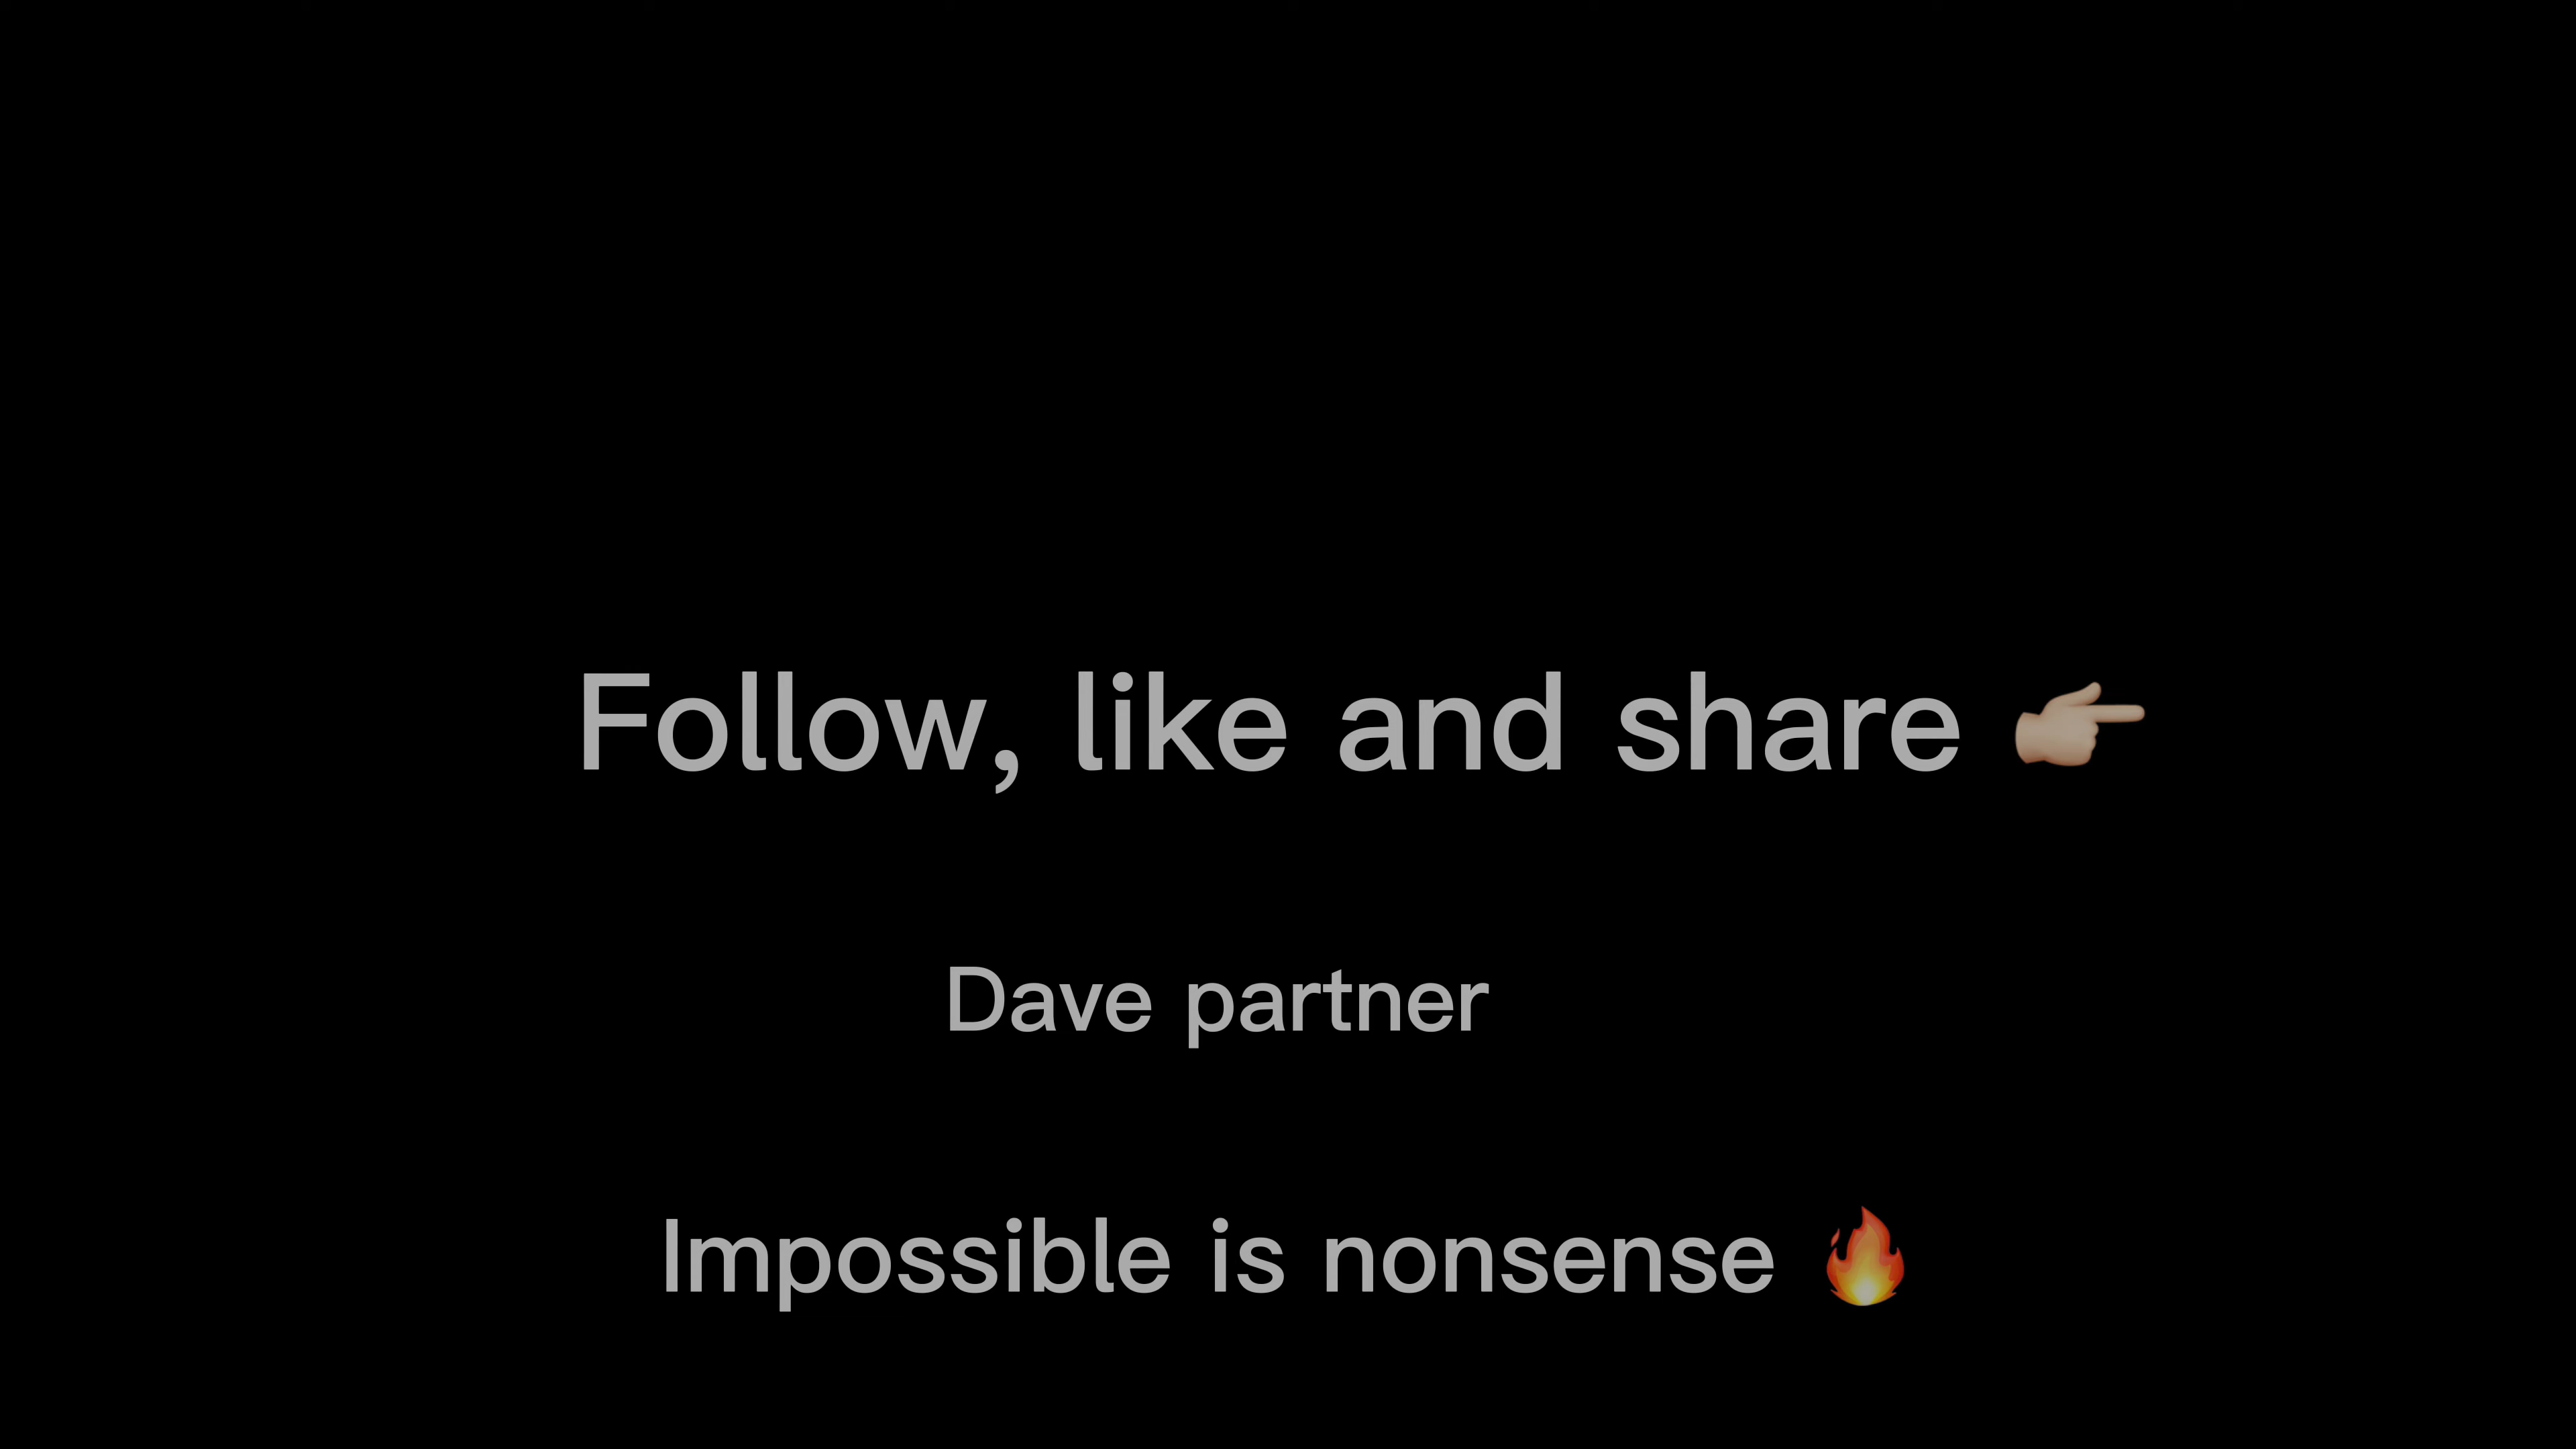 Follow, like and share 👉🏼
Dave partner
Impossible is nonsense 🔥